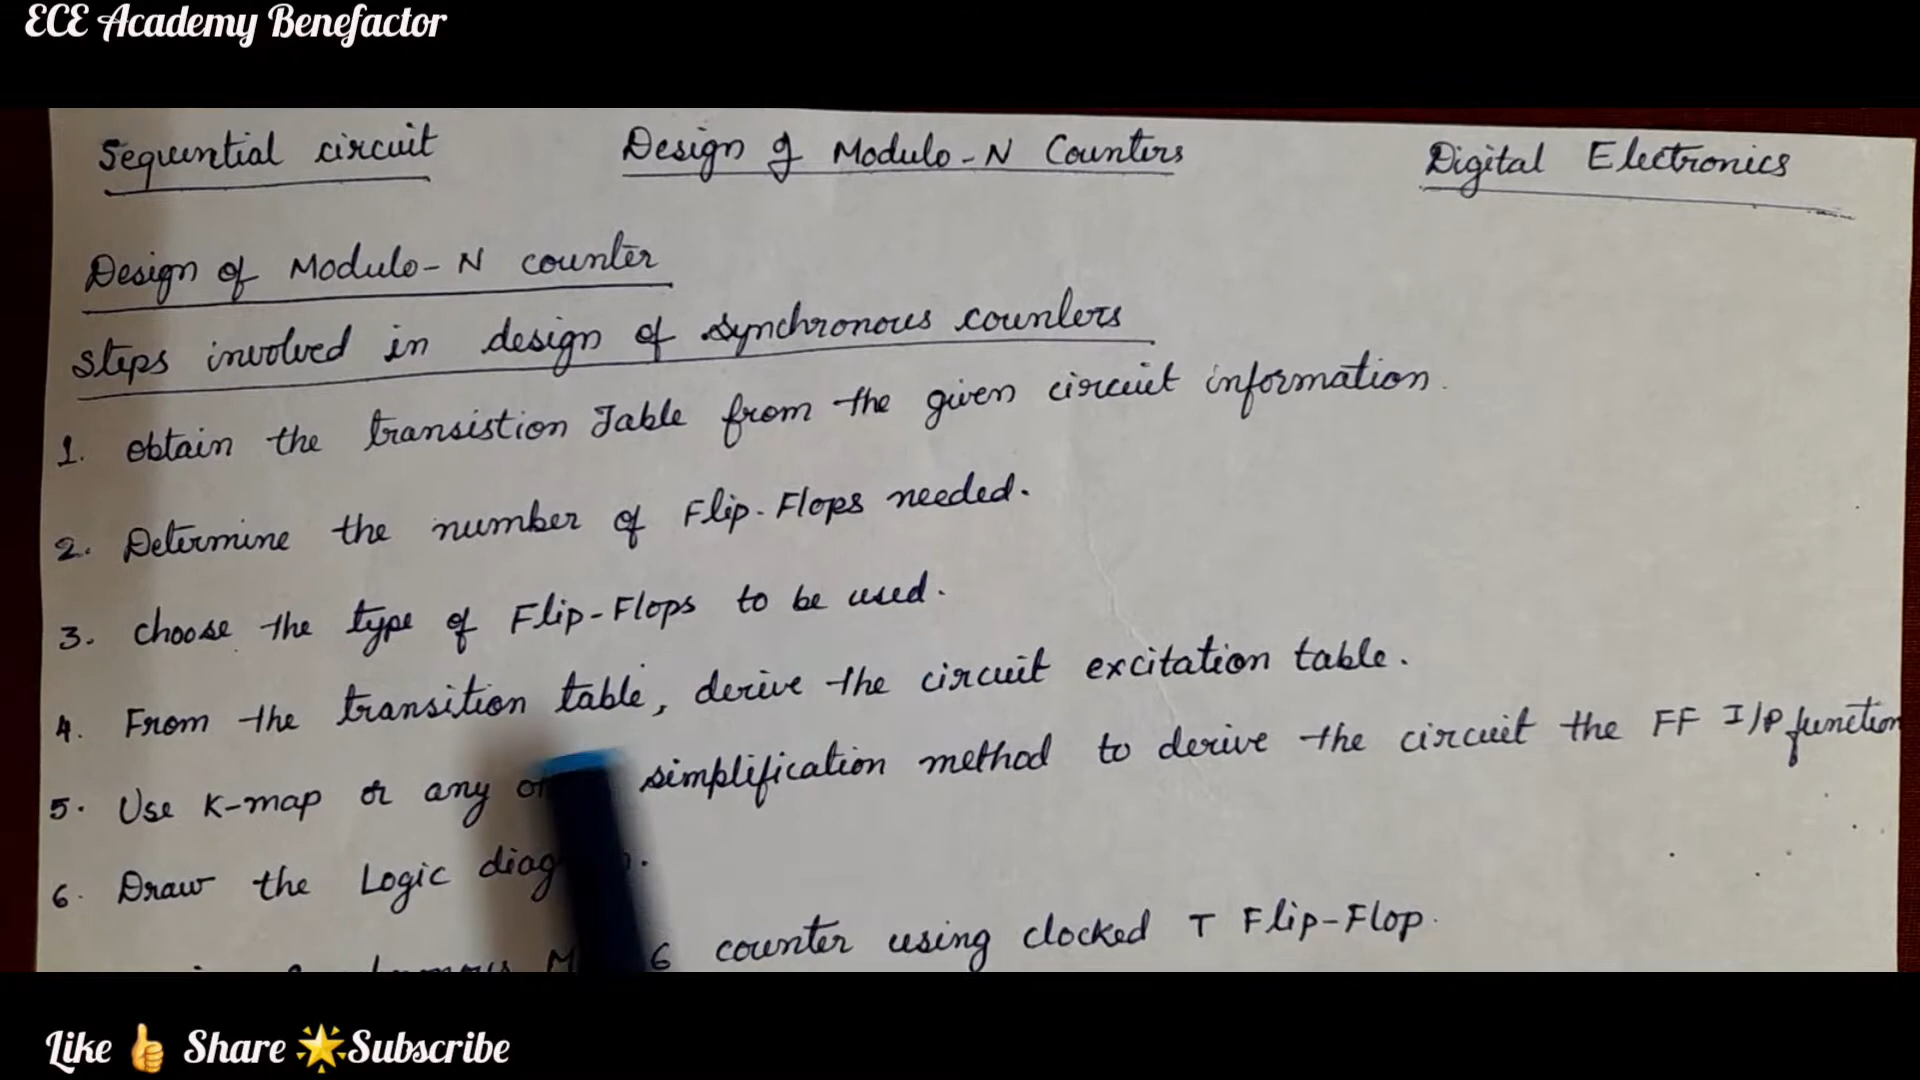 ECE Academy Benefactor
Sequential circuit Design of Modulo-N Counters Digital Electronics
Design of Modulo-N counter
Steps involved in design of synchronous counters
1. obtain the transistion Table from the given circuit information.
2. Determine the number of Flip-Flops needed.
3. choose the type of Flip-Flops to be used.
4. From the transition table, derive the circuit excitation table.
5. Use K-map or any simplification method to derive the circuit the FF I/P function
6. Draw the Logic
6 counter using clocked T Flip-Flop.
Like 👍 Share 🌟Subscribe